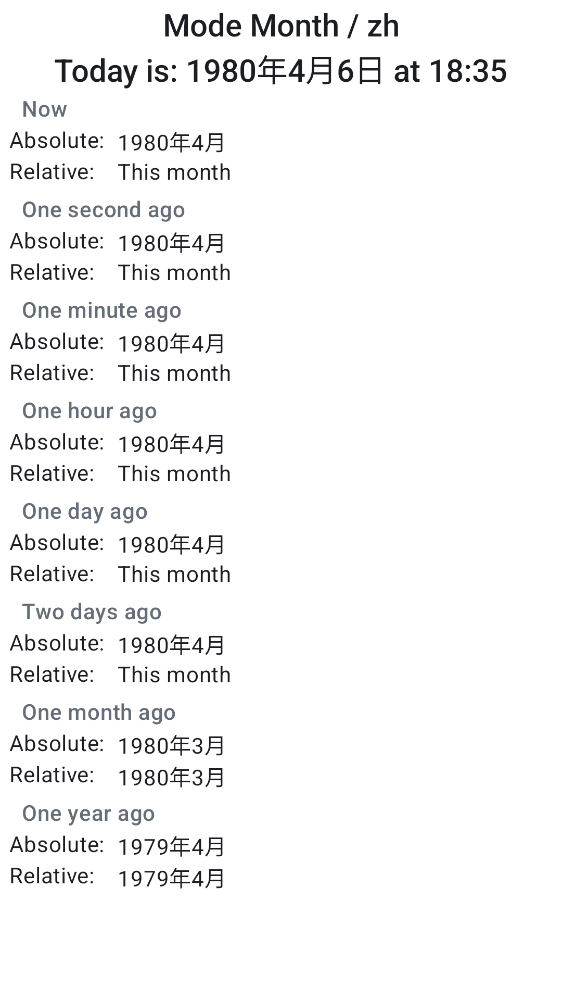 Mode Month / zh
Today is: 1980年4月6日 at 18:35
Now
Absolute: 1980年4月
Relative: This month
One second ago
Absolute: 1980年4月
Relative: This month
One minute ago
Absolute: 1980年4月
Relative: This month
One hour ago
Absolute: 1980年4月
Relative: This month
One day ago
Absolute: 1980年4月
Relative: This month
Two days ago
Absolute: 1980年4月
Relative: This month
One month ago
Absolute: 1980年3月
Relative: 1980年3月
One year ago
Absolute: 1979年4月
Relative: 1979年4月